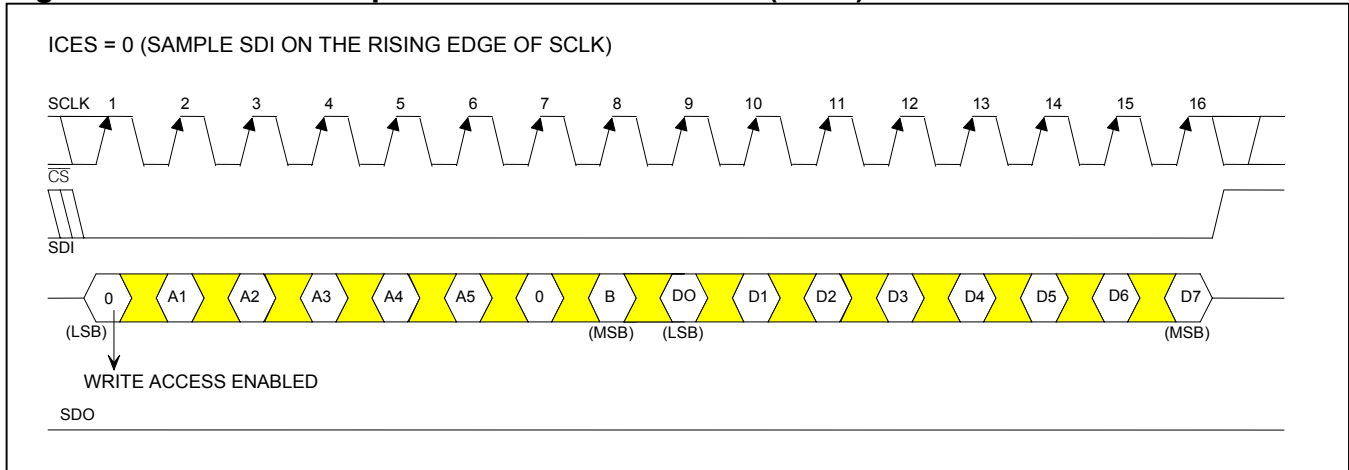 ICES = 0 (SAMPLE SDI ON THE RISING EDGE OF SCLK)
SCLK 1 2 3 4 5 6 7 8 9 10 11 12 13 14 15 16
CS
SDI
0 A1 A2 A3 A4 A5 0 B DO D1 D2 D3 D4 D5 D6 D7
(LSB) (MSB) (LSB) (MSB)
WRITE ACCESS ENABLED
SDO